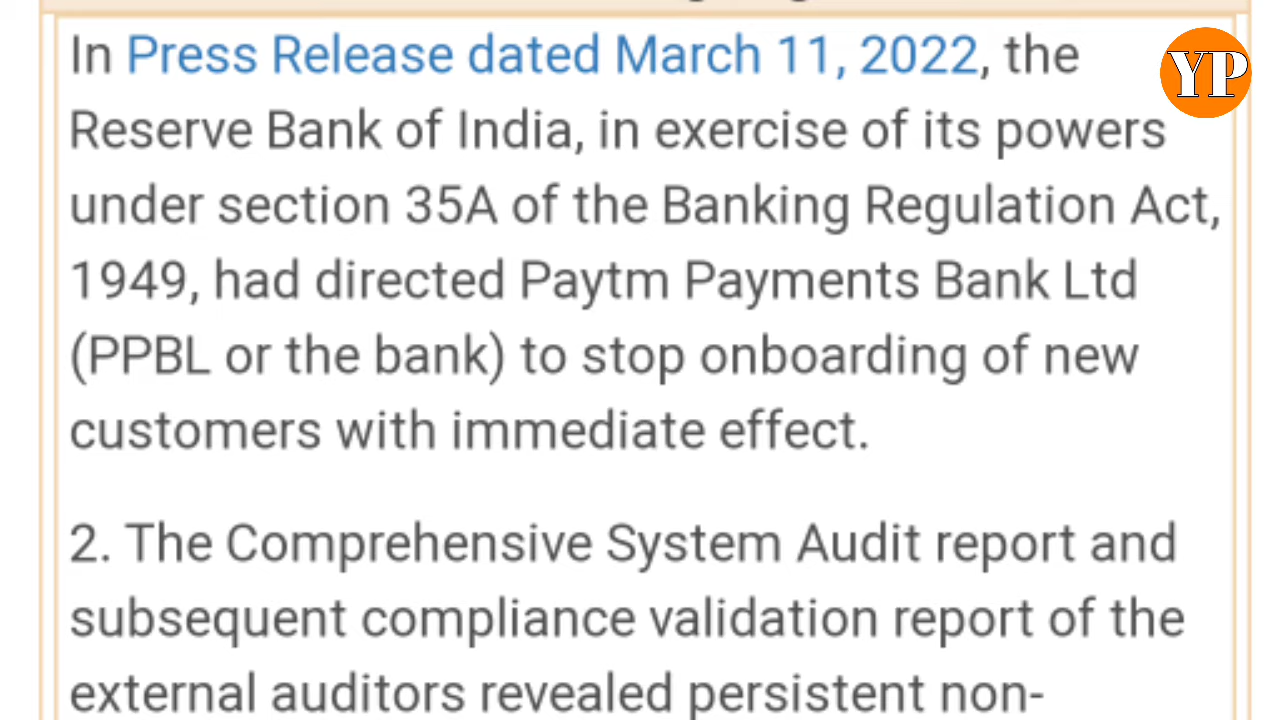 In Press Release dated March 11, 2022, the
Reserve Bank of India, in exercise of its powers
under section 35A of the Banking Regulation Act,
1949, had directed Paytm Payments Bank Ltd
(PPBL or the bank) to stop onboarding of new
customers with immediate effect.
2. The Comprehensive System Audit report and
subsequent compliance validation report of the
external auditors revealed persistent non-
YP